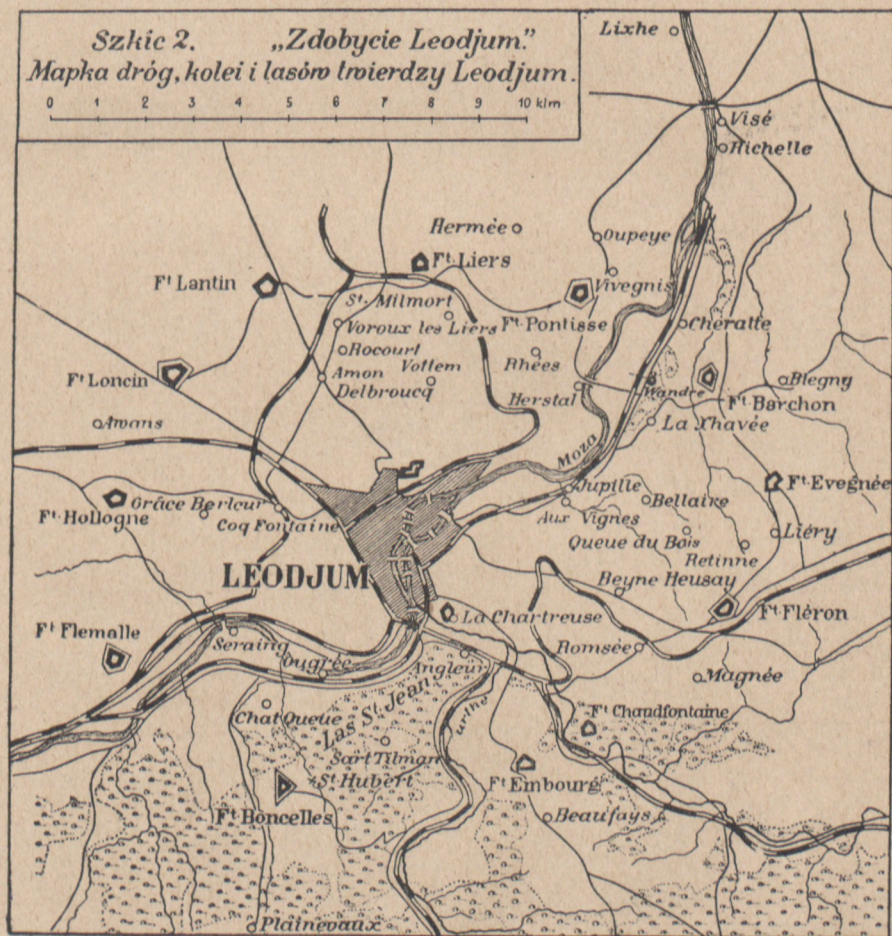 Szkic 2. „Zdobycie Leodjum."
Mapka dróg, kolei i lasów twierdzy Leodjum.
0 1 2 3 4 5 6 7 8 9 10 klm
Lixhe
Visé
Richelle
Hermée
Oupeye
Ft. Liers
Ft Lantin
Vivegnis
St. Milmort
Voroux les Liers
Ft. Pontisse
Cheratte
Rocourt
Vottem
Rhées
Ft Loncin
Amon
Delbroucq
Herstal
Wandre
Blegny
Ft. Barchon
Awans
La Xhavée
Moza
Jupille
Ft. Evegnée
Ft. Hollogne
Grâce Berleur
Coq Fontaine
Aux Vignes
Bellaire
Queue du Bois
Liéry
Retinne
LEODJUM
Beyne Heusay
La Chartreuse
Ft. Fléron
Ft Flemalle
Seraing
Romsée
Ougrée
Angleur
Magnée
Las St. Jean
Chat Queue
urthe
Ft Chaudfontaine
Sart Tilman
St. Hubert
Ft Embourg
Ft Boncelles
Beaufays
Plainevaux